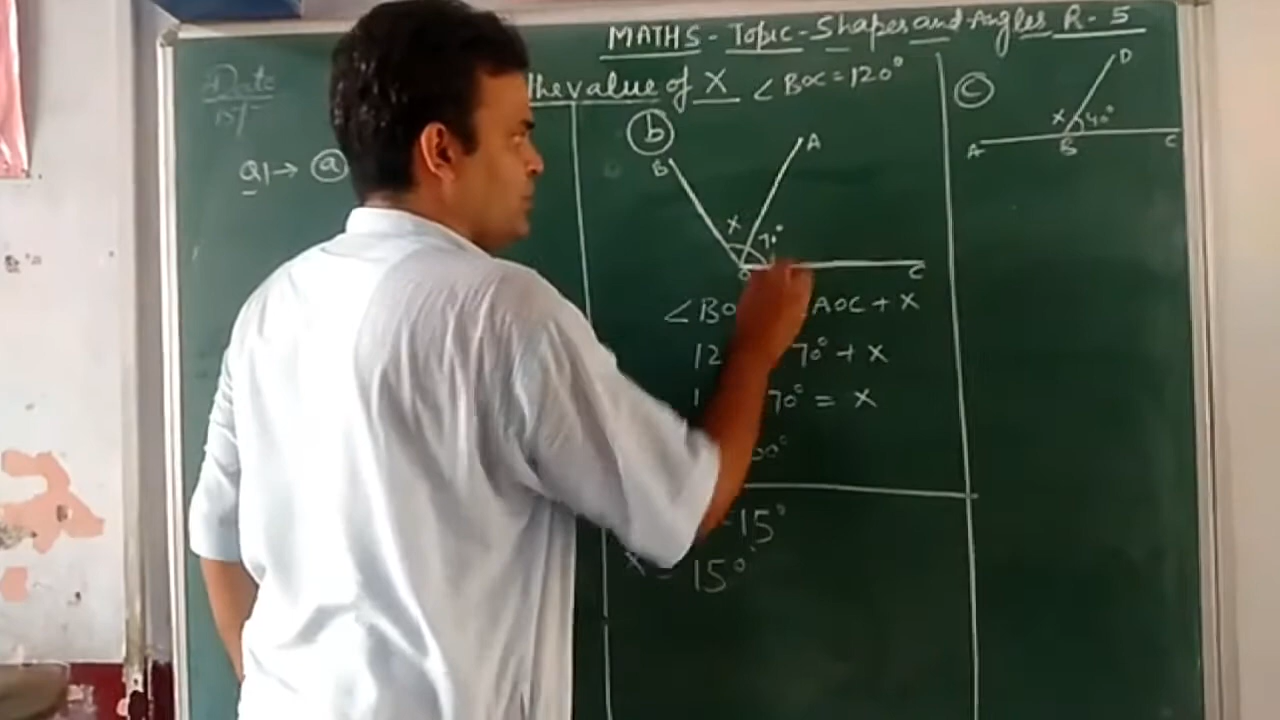 MATHS - Topic - Shapes and Angles R - 5
Date
15/
the value of X ∠BOC = 120°
Q1 → (a)
(b)
B
A
X
70°
O
C
∠BO AOC + X
12 70° + X
1 70° = X
- 15°
X = 15°
(c)
D
X
40°
A
B
C